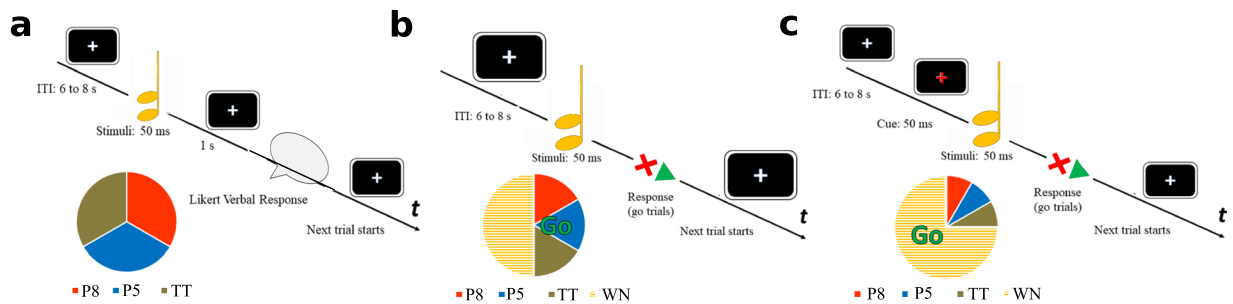 a
ITI: 6 to 8 s
Stimuli: 50 ms
1 s
Likert Verbal Response
t
Next trial starts
P8 P5 TT
b
ITI: 6 to 8 s
Stimuli: 50 ms
Response
(go trials)
t
Next trial starts
Go
P8 P5 TT WN
c
ITI: 6 to 8 s
Cue: 50 ms
Stimuli: 50 ms
Response
(go trials)
t
Next trial starts
Go
P8 P5 TT WN